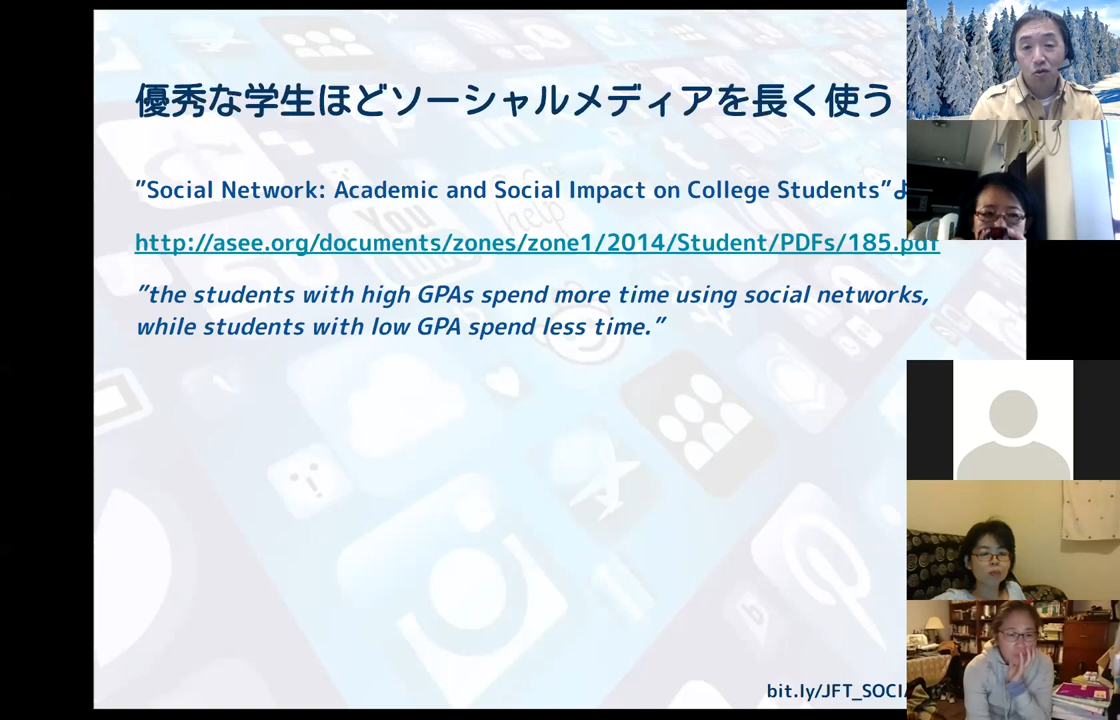 優秀な学生ほどソーシャルメディアを長く使う
”Social Network: Academic and Social Impact on College Students”よ
http://asee.org/documents/zones/zone1/2014/Student/PDFs/185.pdf
”the students with high GPAs spend more time using social networks,
while students with low GPA spend less time.”
You
help
bit.ly/JFT_SOCI